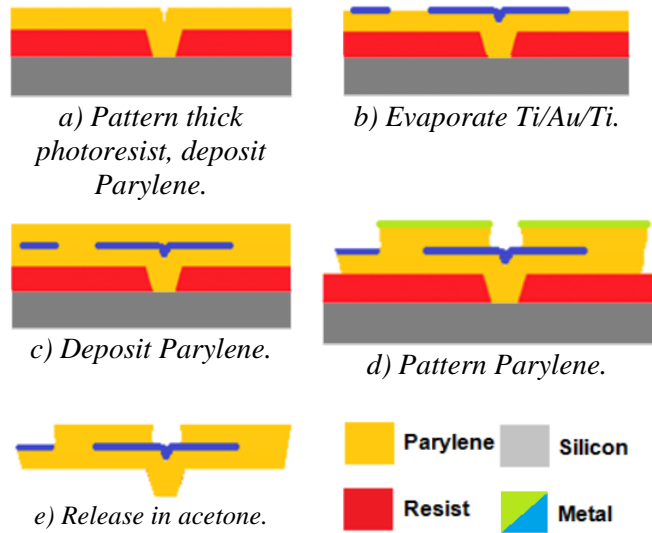 a) Pattern thick
photoresist, deposit
Parylene.
b) Evaporate Ti/Au/Ti.
c) Deposit Parylene.
d) Pattern Parylene.
e) Release in acetone.
Parylene
Silicon
Resist
Metal